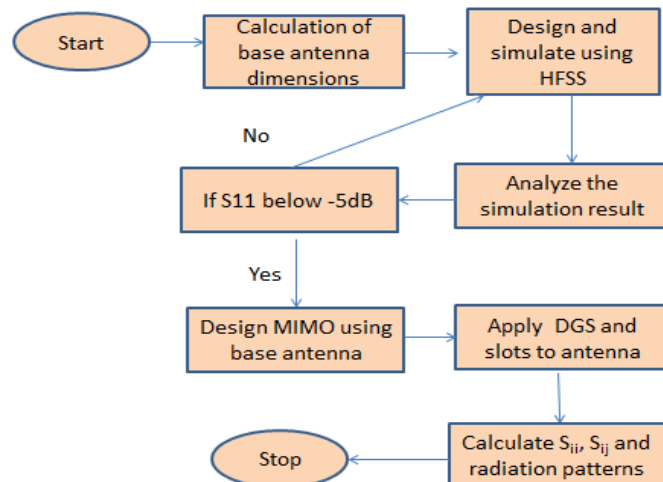 Start
Calculation of
base antenna
dimensions
Design and
simulate using
HFSS
No
If S11 below -5dB
Analyze the
simulation result
Yes
Design MIMO using
base antenna
Apply DGS and
slots to antenna
Stop
Calculate Sii, Sij and
radiation patterns